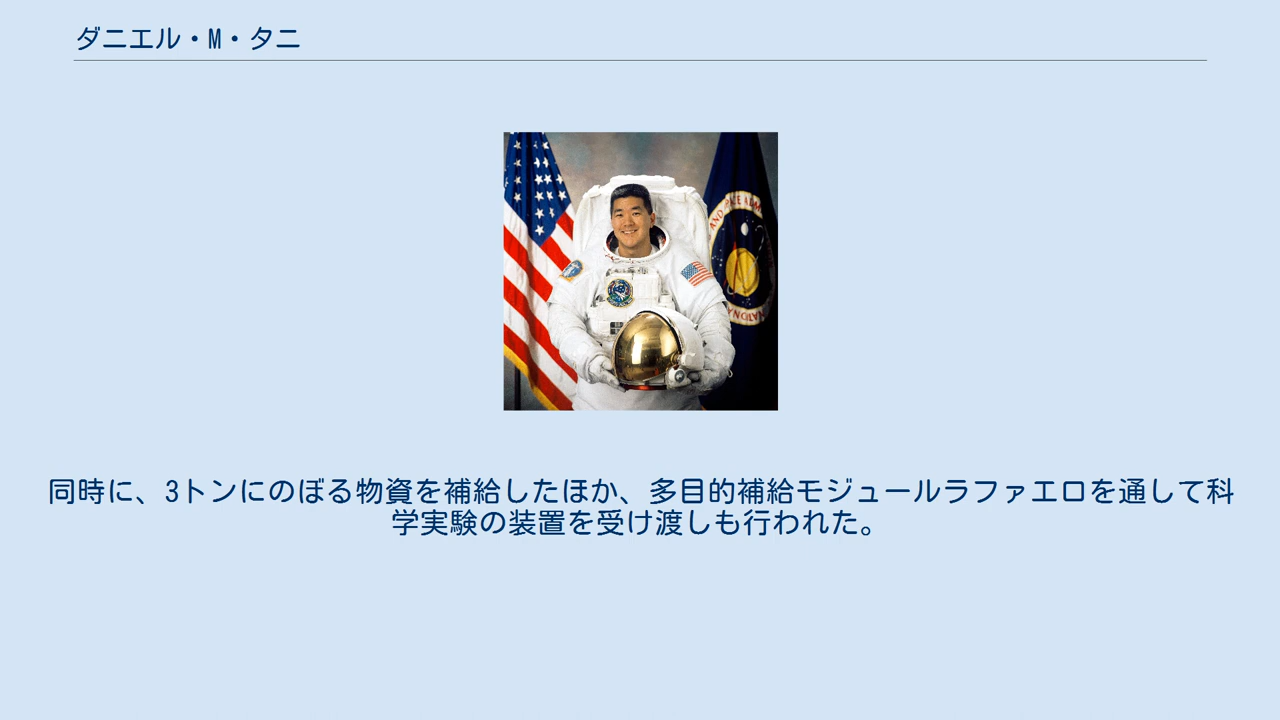 ダニエル・M・タニ
AND SPACE ADM
同時に、3トンにのぼる物資を補給したほか、多目的補給モジュールラファエロを通して科
学実験の装置を受け渡しも行われた。